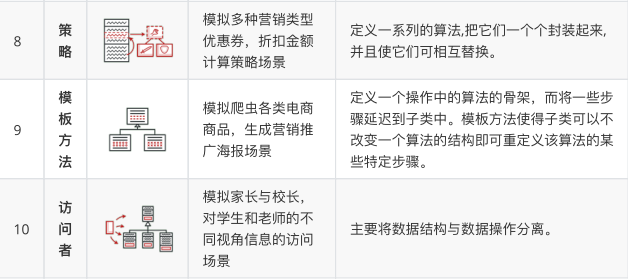 8
策
略
模拟多种营销类型
优惠券，折扣金额
计算策略场景
定义一系列的算法,把它们一个个封装起来,
并且使它们可相互替换。
9
模
板
方
法
模拟爬虫各类电商
商品，生成营销推
广海报场景
定义一个操作中的算法的骨架，而将一些步
骤延迟到子类中。模板方法使得子类可以不
改变一个算法的结构即可重定义该算法的某
些特定步骤。
10
访
问
者
模拟家长与校长，
对学生和老师的不
同视角信息的访问
场景
主要将数据结构与数据操作分离。